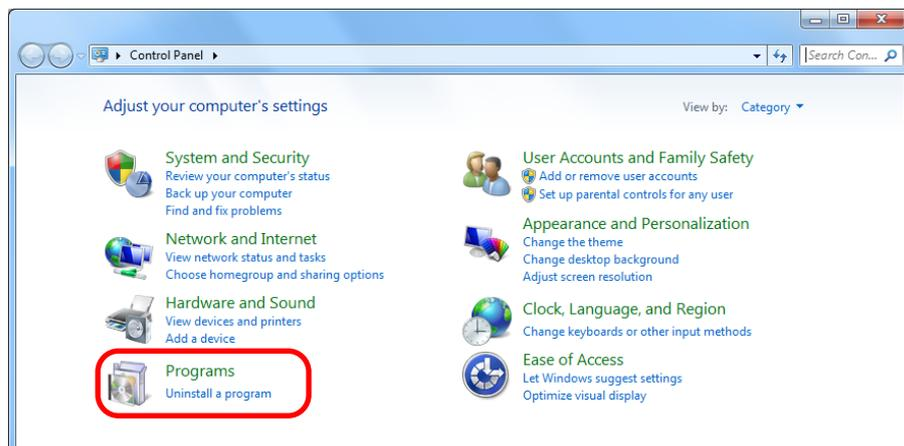 Control Panel
Search Con...
Adjust your computer's settings
View by: Category
System and Security
Review your computer's status
Back up your computer
Find and fix problems
Network and Internet
View network status and tasks
Choose homegroup and sharing options
Hardware and Sound
View devices and printers
Add a device
Programs
Uninstall a program
User Accounts and Family Safety
Add or remove user accounts
Set up parental controls for any user
Appearance and Personalization
Change the theme
Change desktop background
Adjust screen resolution
Clock, Language, and Region
Change keyboards or other input methods
Ease of Access
Let Windows suggest settings
Optimize visual display